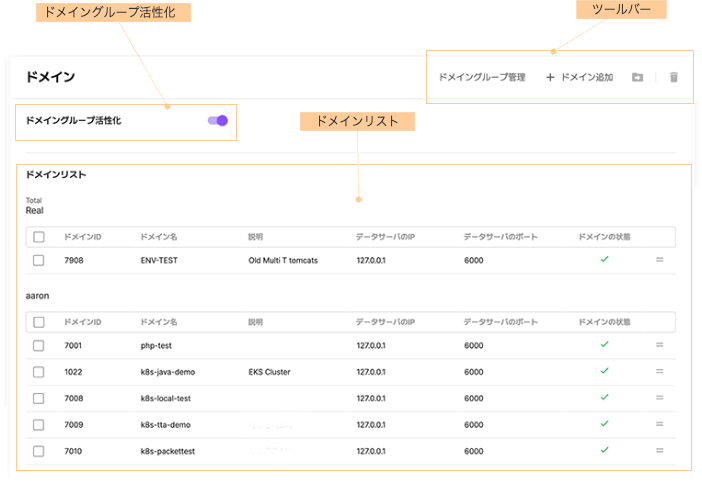 ドメイングループ活性化
ツールバー
ドメイン
ドメイングループ管理 + ドメイン追加
ドメイングループ活性化
ドメインリスト
ドメインリスト
Total
Real
ドメインID ドメイン名 説明 データサーバのIP データサーバのポート ドメインの状態
7908 ENV-TEST Old Multi T tomcats 127.0.0.1 6000
aaron
ドメインID ドメイン名 説明 データサーバのIP データサーバのポート ドメインの状態
7001 php-test 127.0.0.1 6000
1022 k8s-java-demo EKS Cluster 127.0.0.1 6000
7008 k8s-local-test 127.0.0.1 6000
7009 k8s-tta-demo 127.0.0.1 6000
7010 k8s-packettest 127.0.0.1 6000